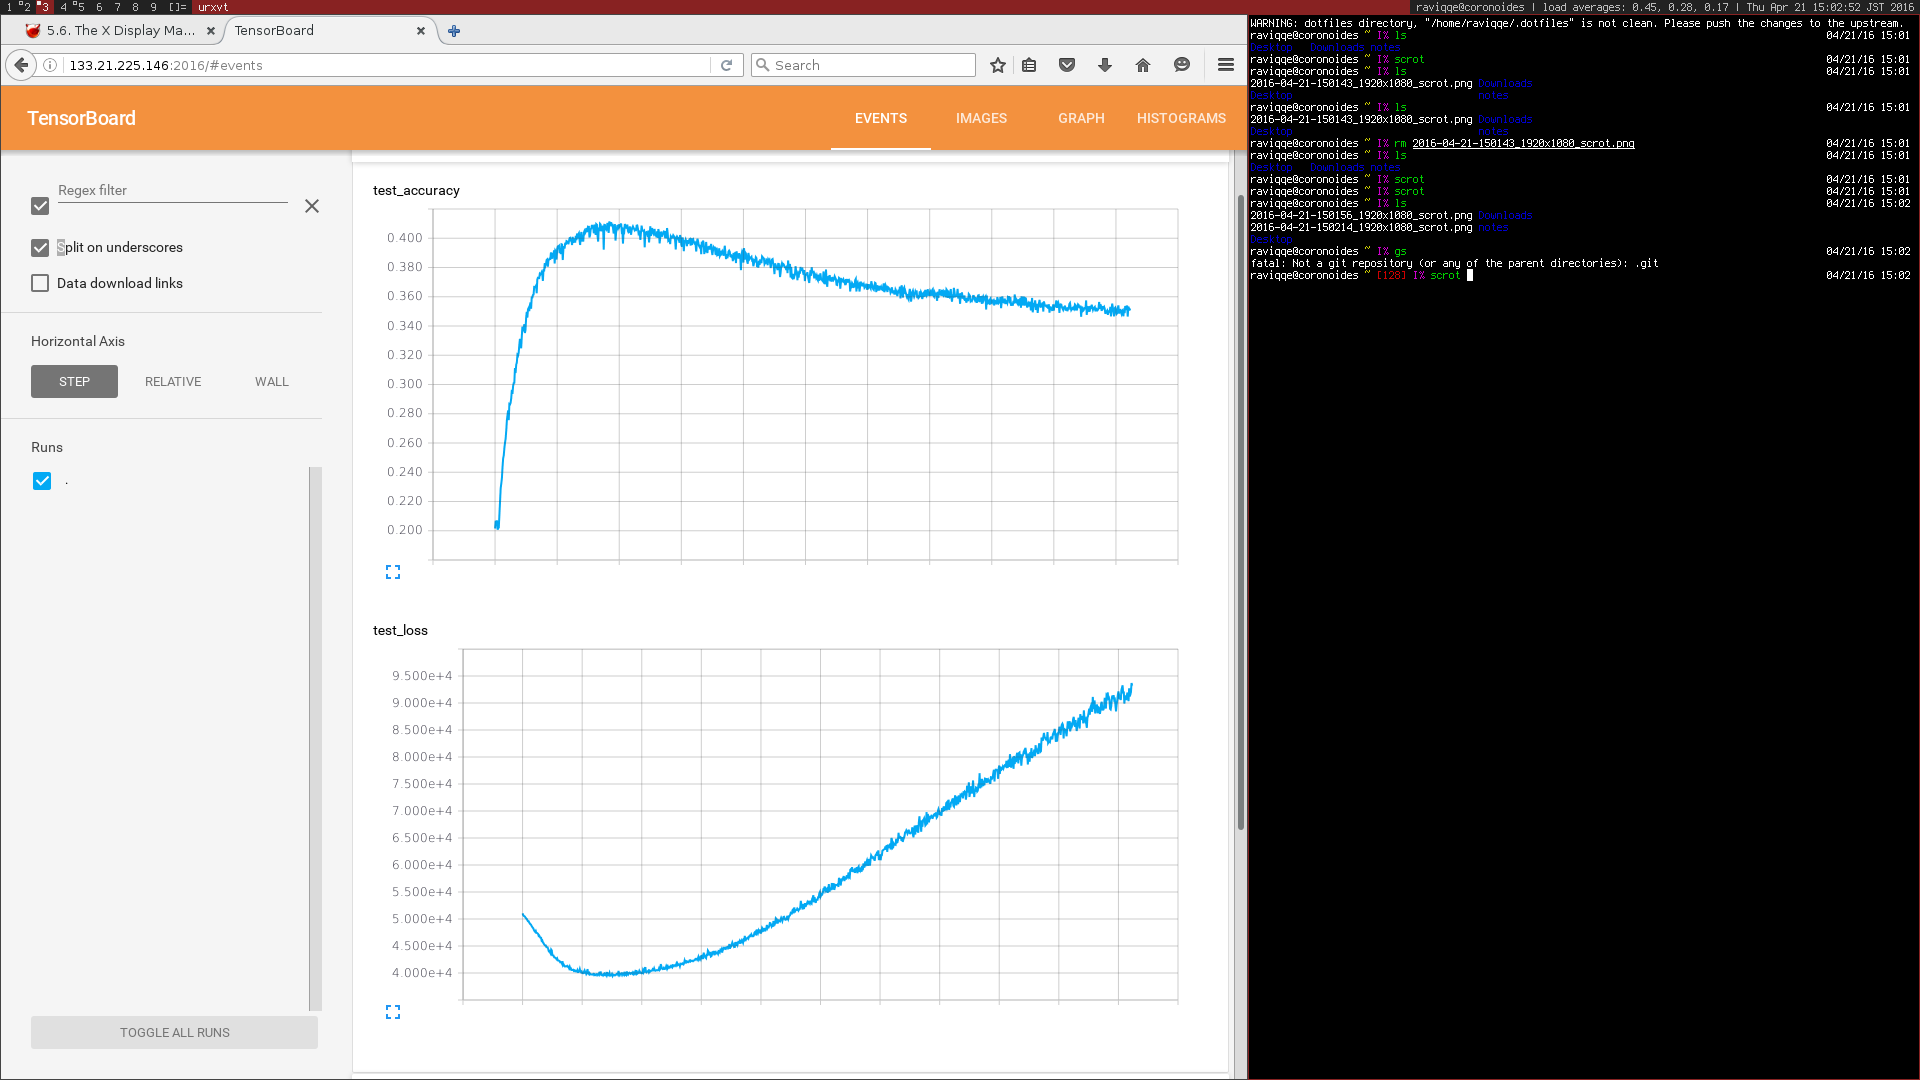 1 2 3 4 5 6 7 8 9 []= urxvt
raviqqe@coronoides | load averages: 0.45, 0.28, 0.17 | Thu Apr 21 15:02:52 JST 2016
5.6. The X Display Ma...
TensorBoard
133.21.225.146:2016/#events
Search
TensorBoard
EVENTS
IMAGES
GRAPH
HISTOGRAMS
Regex filter
Split on underscores
Data download links
Horizontal Axis
STEP
RELATIVE
WALL
Runs
.
TOGGLE ALL RUNS
test_accuracy
0.400
0.380
0.360
0.340
0.320
0.300
0.280
0.260
0.240
0.220
0.200
test_loss
9.500e+4
9.000e+4
8.500e+4
8.000e+4
7.500e+4
7.000e+4
6.500e+4
6.000e+4
5.500e+4
5.000e+4
4.500e+4
4.000e+4
WARNING: dotfiles directory, "/home/raviqqe/.dotfiles" is not clean. Please push the changes to the upstream.
raviqqe@coronoides ~ I% ls 04/21/16 15:01
Desktop Downloads notes
raviqqe@coronoides ~ I% scrot 04/21/16 15:01
raviqqe@coronoides ~ I% ls 04/21/16 15:01
2016-04-21-150143_1920x1080_scrot.png Downloads
Desktop notes
raviqqe@coronoides ~ I% ls 04/21/16 15:01
2016-04-21-150143_1920x1080_scrot.png Downloads
Desktop notes
raviqqe@coronoides ~ I% rm 2016-04-21-150143_1920x1080_scrot.png 04/21/16 15:01
raviqqe@coronoides ~ I% ls 04/21/16 15:01
Desktop Downloads notes
raviqqe@coronoides ~ I% scrot 04/21/16 15:01
raviqqe@coronoides ~ I% scrot 04/21/16 15:01
raviqqe@coronoides ~ I% ls 04/21/16 15:02
2016-04-21-150156_1920x1080_scrot.png Downloads
2016-04-21-150214_1920x1080_scrot.png notes
Desktop
raviqqe@coronoides ~ I% gs 04/21/16 15:02
fatal: Not a git repository (or any of the parent directories): .git
raviqqe@coronoides ~ [128] I% scrot 04/21/16 15:02